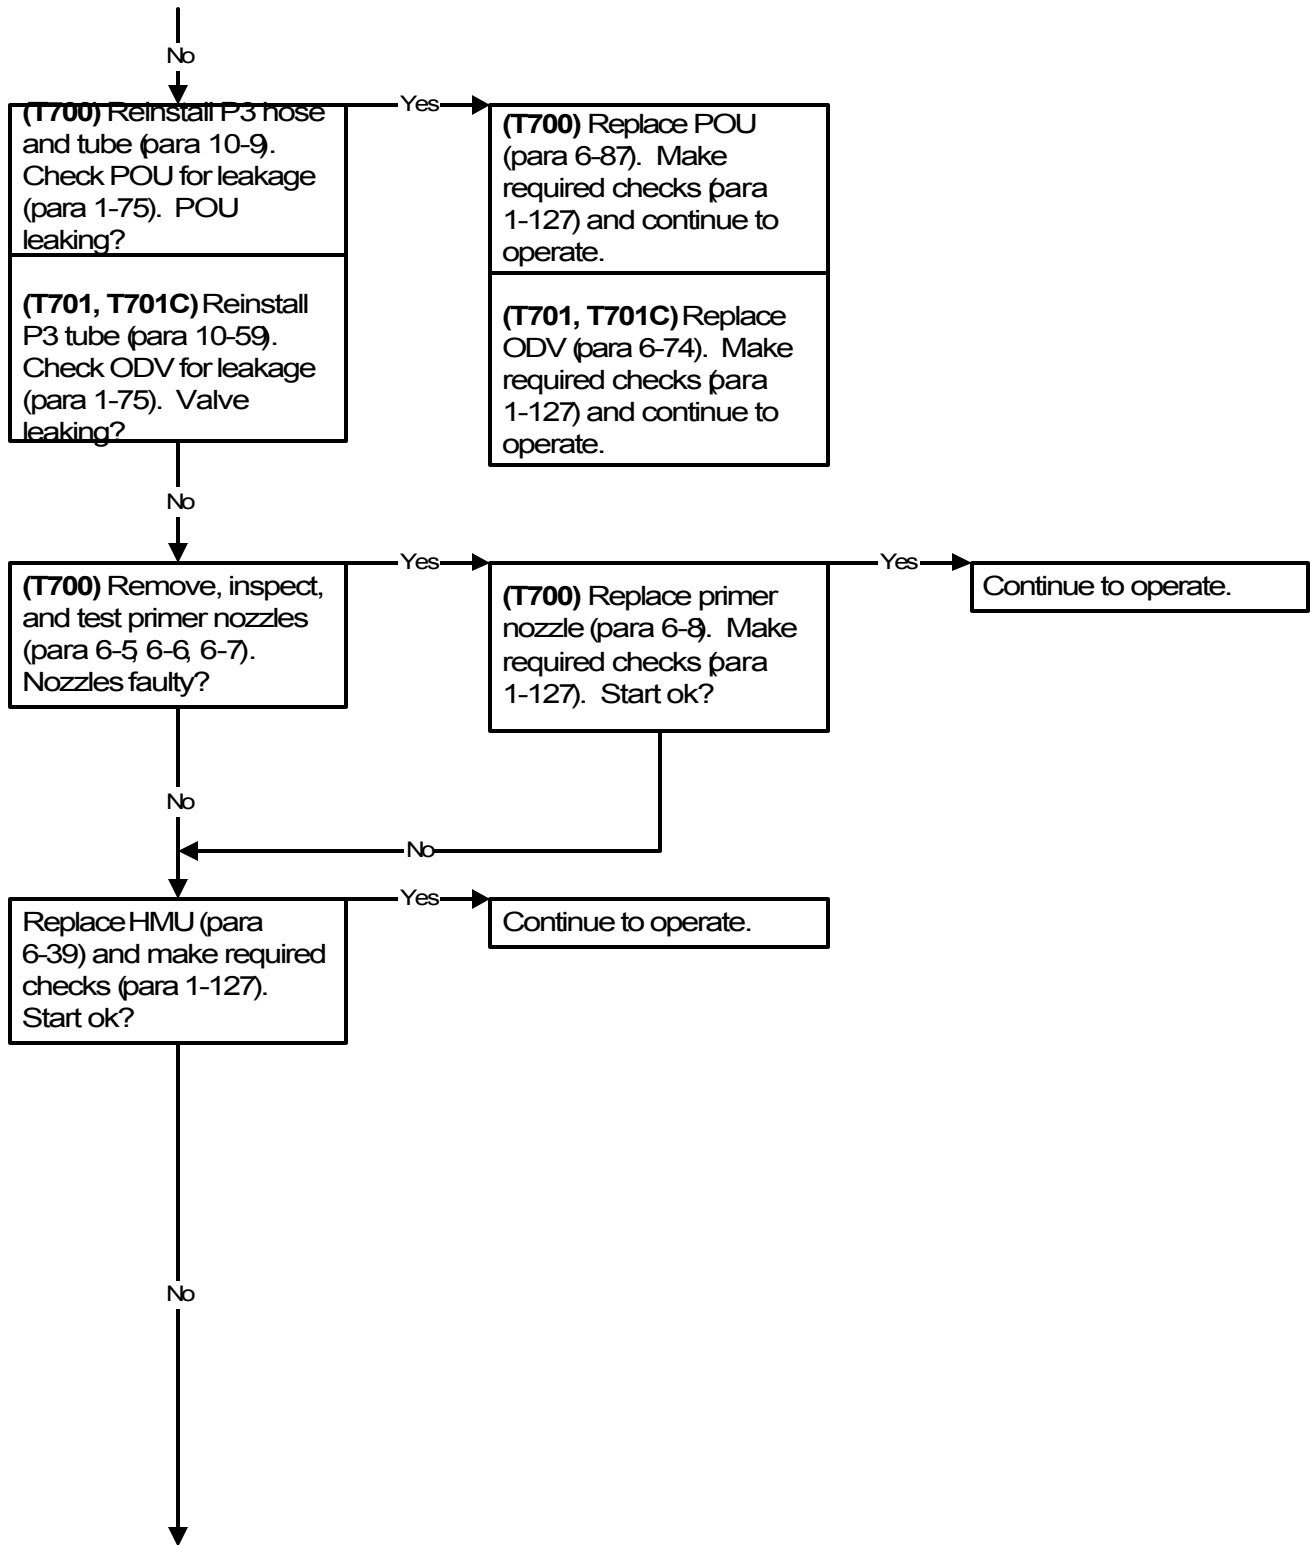 No
(T700) Reinstall P3 hose
and tube (para 10-9).
Check POU for leakage
(para 1-75). POU
leaking?
Yes
(T700) Replace POU
(para 6-87). Make
required checks (para
1-127) and continue to
operate.
(T701, T701C) Reinstall
P3 tube (para 10-59).
Check ODV for leakage
(para 1-75). Valve
leaking?
(T701, T701C) Replace
ODV (para 6-74). Make
required checks (para
1-127) and continue to
operate.
No
(T700) Remove, inspect,
and test primer nozzles
(para 6-5, 6-6, 6-7).
Nozzles faulty?
Yes
(T700) Replace primer
nozzle (para 6-8). Make
required checks (para
1-127). Start ok?
Yes
Continue to operate.
No
No
Replace HMU (para
6-39) and make required
checks (para 1-127).
Start ok?
Yes
Continue to operate.
No